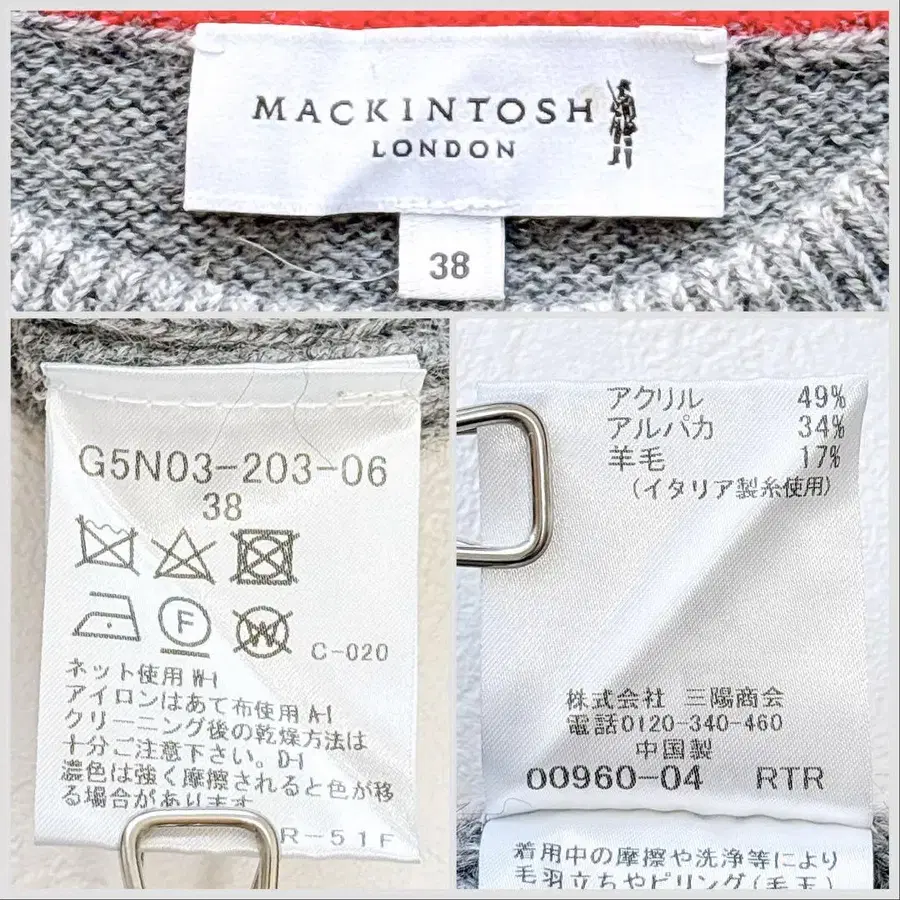 MACKINTOSH
LONDON
38
G5N03-203-06
38
F
W
C-020
ネット使用 W-1
アイロンはあて布使用 A-1
クリーニング後の乾燥方法は
十分ご注意下さい。D-1
濃色は強く摩擦されると色が移
る場合があります
R-51F
アクリル 49%
アルパカ 34%
羊毛 17%
(イタリア製糸使用)
株式会社 三陽商会
電話0120-340-460
中国製
00960-04 RTR
着用中の摩擦や洗浄等により
毛羽立ちやピリング(毛玉)